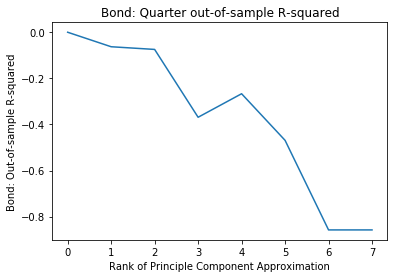 Bond: Quarter out-of-sample R-squared
Bond: Out-of-sample R-squared
0.0
−0.2
−0.4
−0.6
−0.8
0 1 2 3 4 5 6 7
Rank of Principle Component Approximation